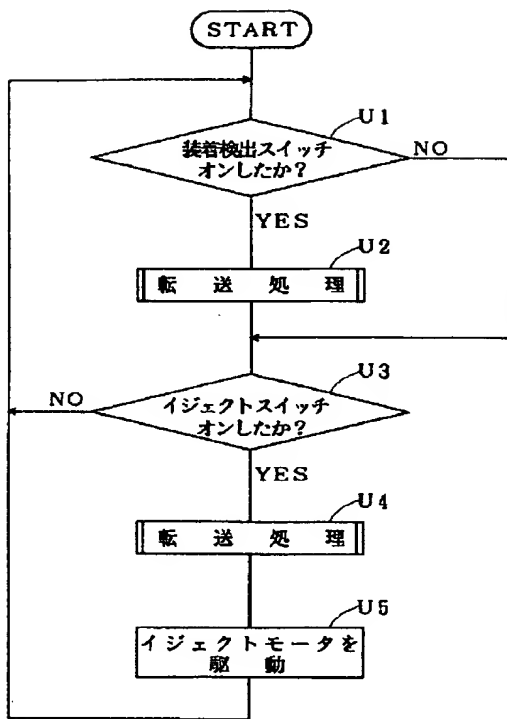 START
U1
装着検出スイッチ
オンしたか？
NO
YES
U2
転送処理
U3
NO
イジェクトスイッチ
オンしたか？
YES
U4
転送処理
U5
イジェクトモータを
駆動